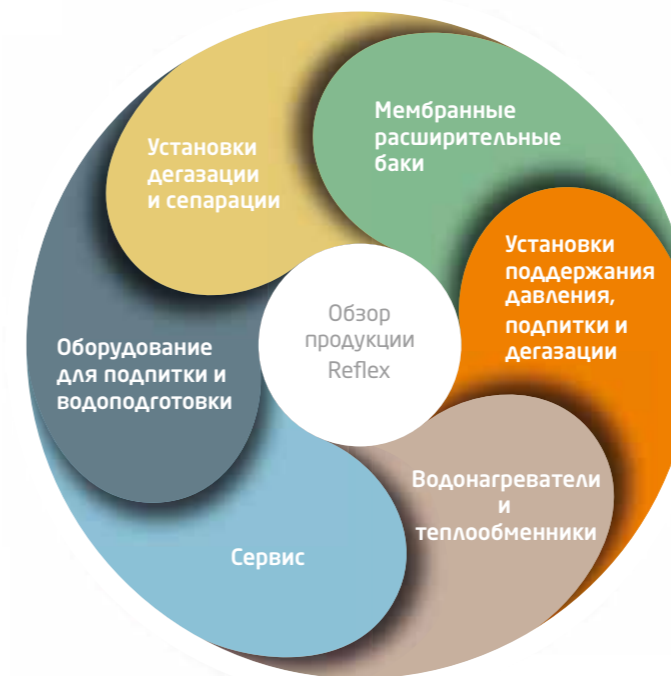 Мембранные
расширительные
баки
Установки
поддержания
давления,
подпитки и
дегазации
Водонагреватели
и
теплообменники
Сервис
Оборудование
для подпитки и
водоподготовки
Установки
дегазации
и сепарации
Обзор
продукции
Reflex